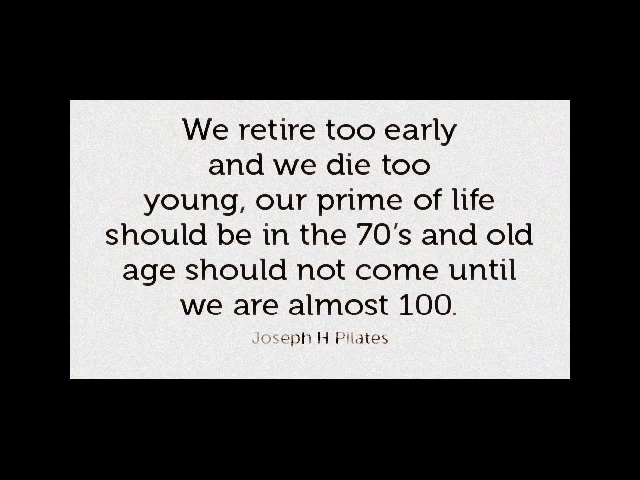 We retire too early
and we die too
young, our prime of life
should be in the 70's and old
age should not come until
we are almost 100.
Joseph H Pilates